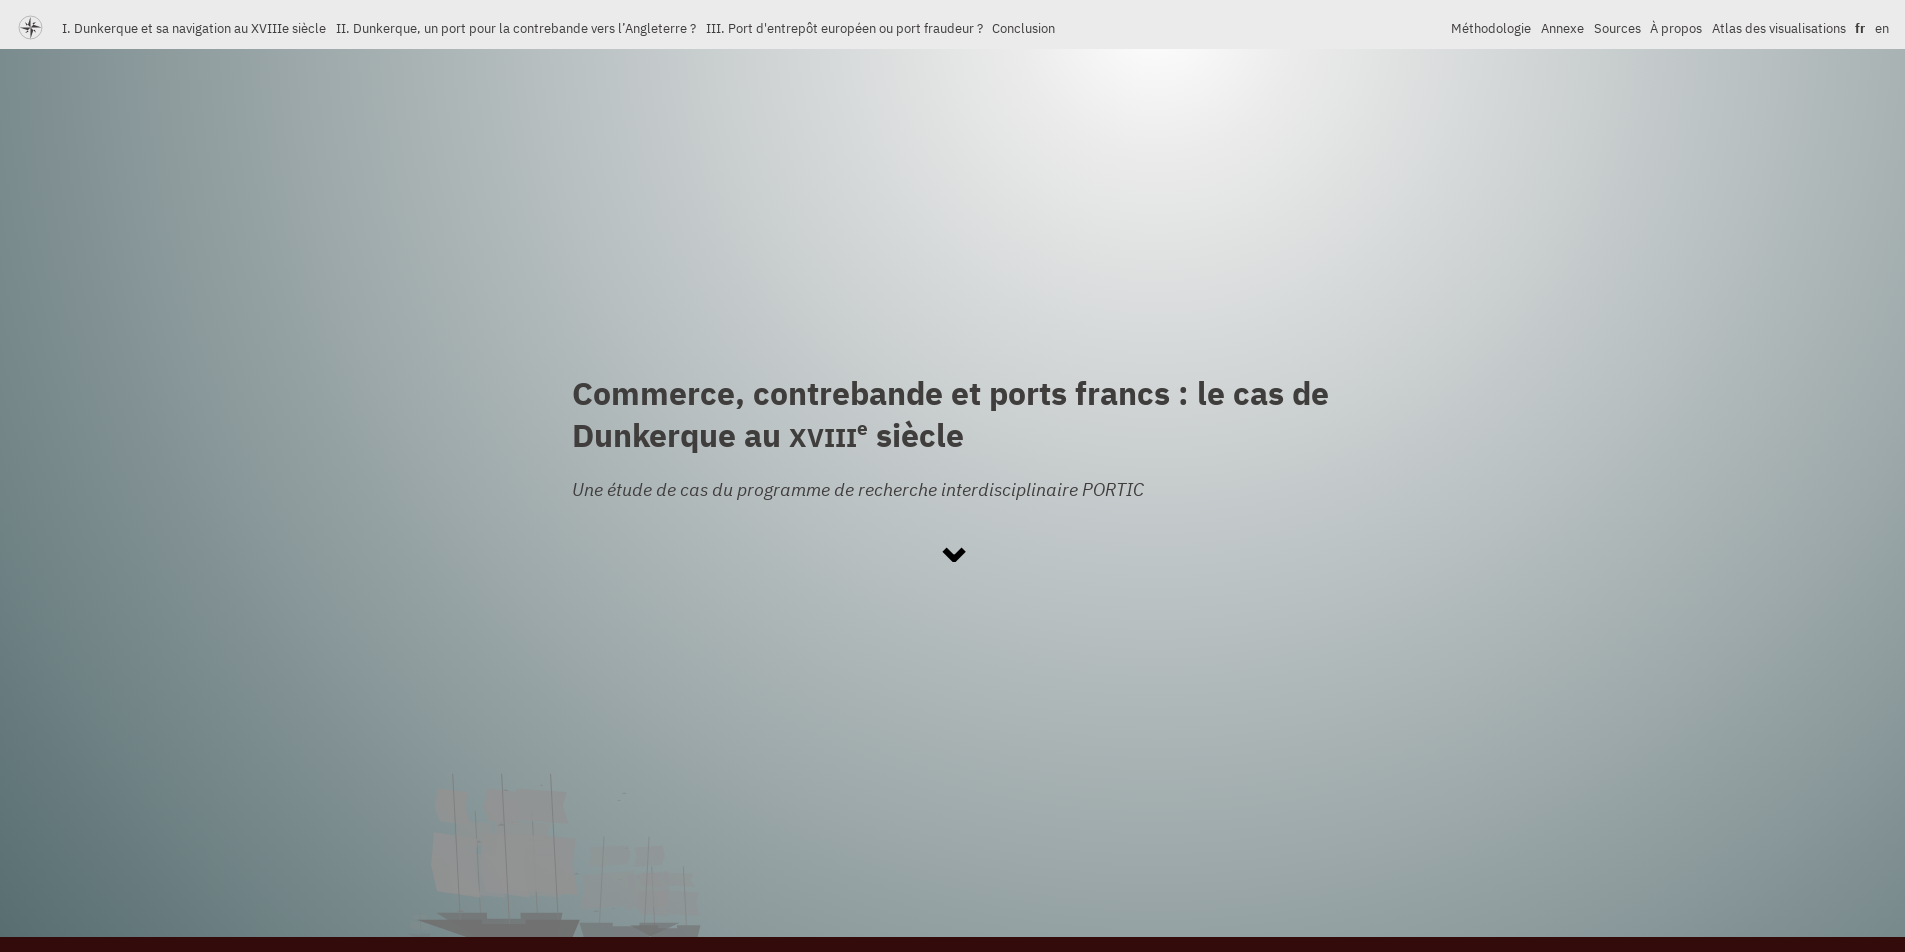 I. Dunkerque et sa navigation au XVIIIe siècle II. Dunkerque, un port pour la contrebande vers l’Angleterre ? III. Port d'entrepôt européen ou port fraudeur ? Conclusion Méthodologie Annexe Sources À propos Atlas des visualisations fr en
Commerce, contrebande et ports francs : le cas de
Dunkerque au XVIIIe siècle
Une étude de cas du programme de recherche interdisciplinaire PORTIC